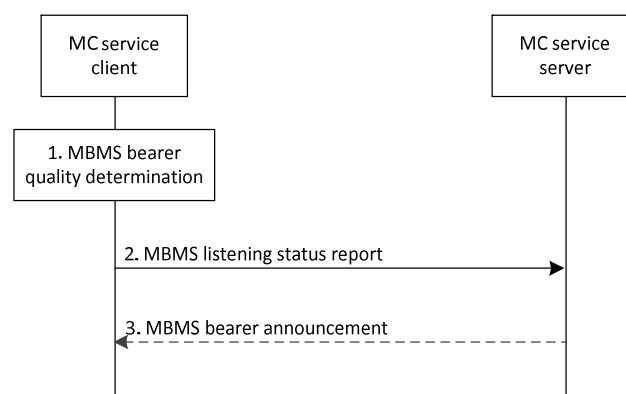 MC service
client
MC service
server
1. MBMS bearer
quality determination
2. MBMS listening status report
3. MBMS bearer announcement